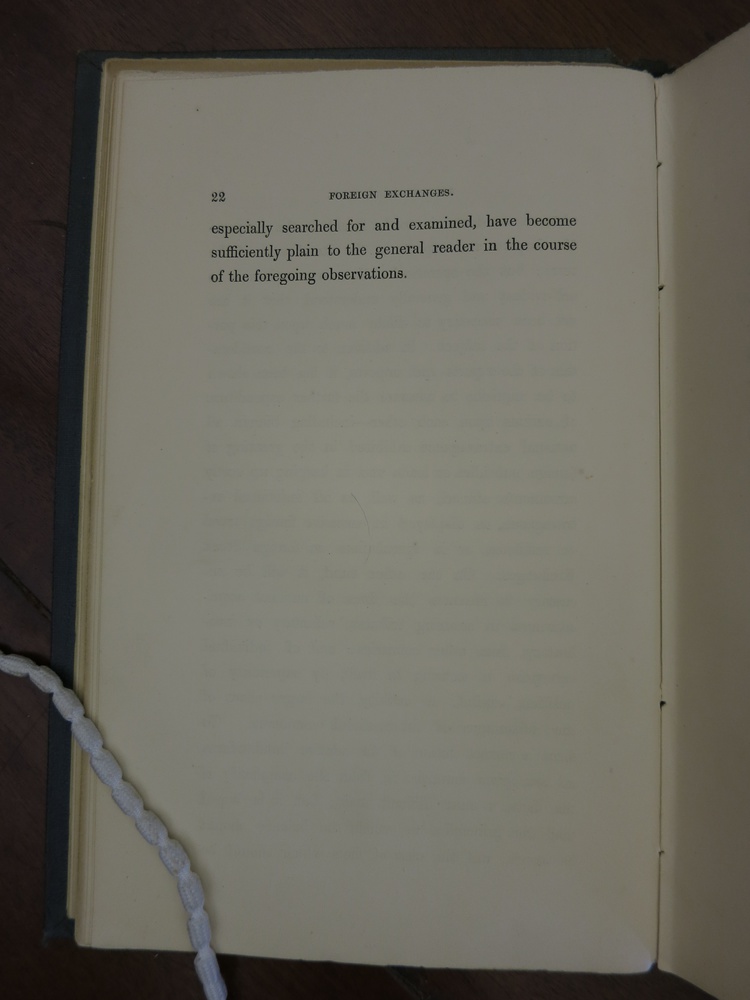 22 FOREIGN EXCHANGES.
especially searched for and examined, have become
sufficiently plain to the general reader in the course
of the foregoing observations.